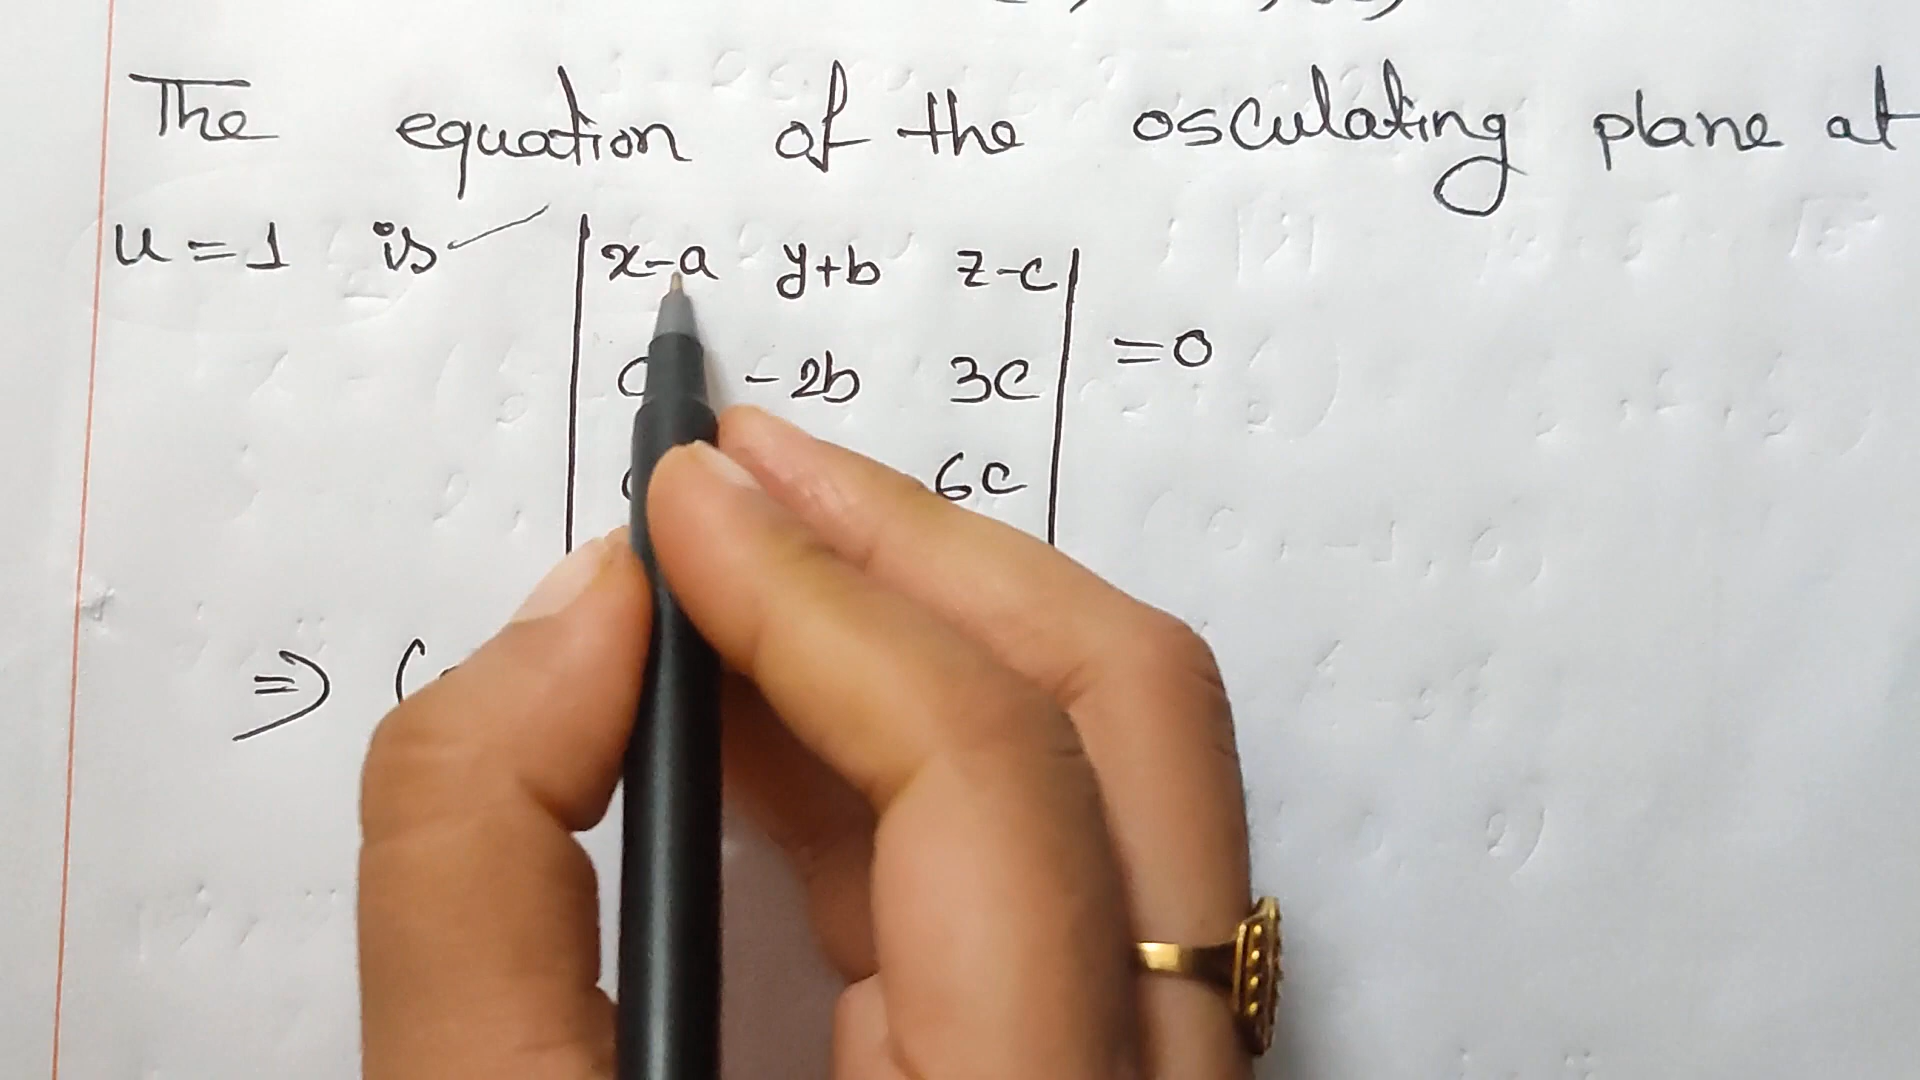 The equation of the osculating plane at
u=1 is | x-a y+b z-c |
-2b 3c =0
6c
⇒ (